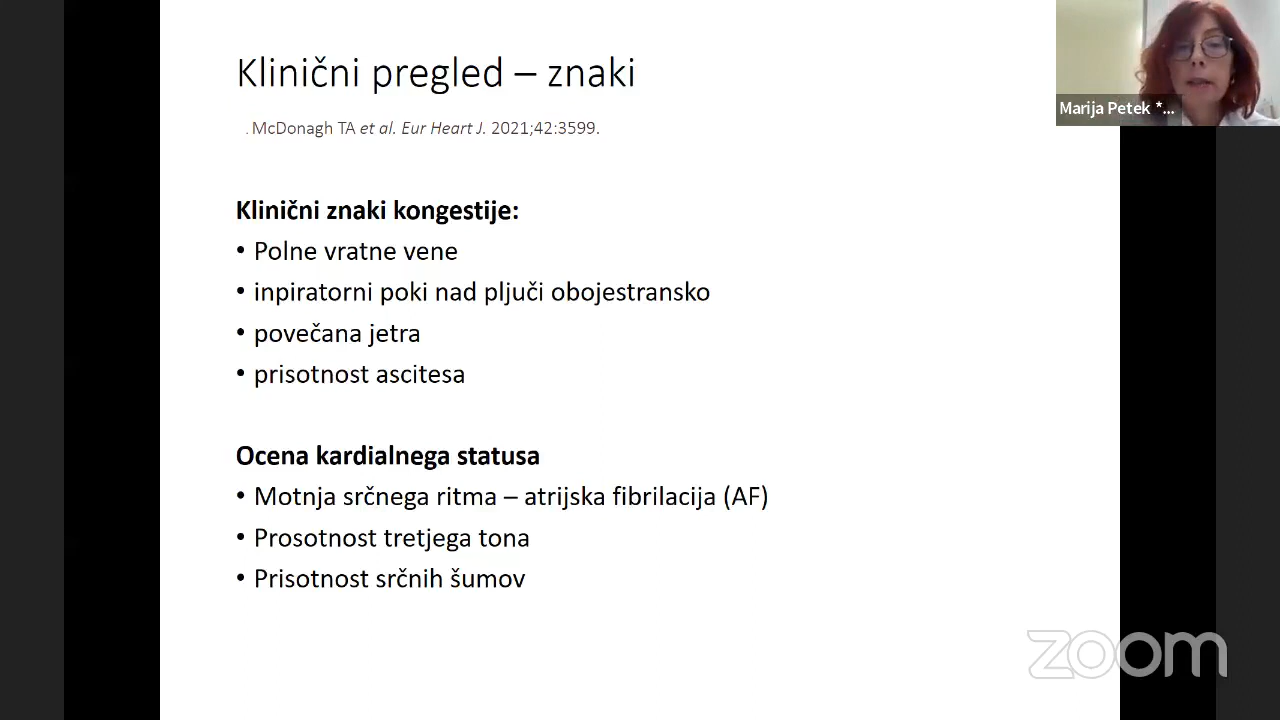 Klinični pregled – znaki
. McDonagh TA et al. Eur Heart J. 2021;42:3599.
Marija Petek *...
Klinični znaki kongestije:
• Polne vratne vene
• inpiratorni poki nad pljuči obojestransko
• povečana jetra
• prisotnost ascitesa
Ocena kardialnega statusa
• Motnja srčnega ritma – atrijska fibrilacija (AF)
• Prosotnost tretjega tona
• Prisotnost srčnih šumov
zoom